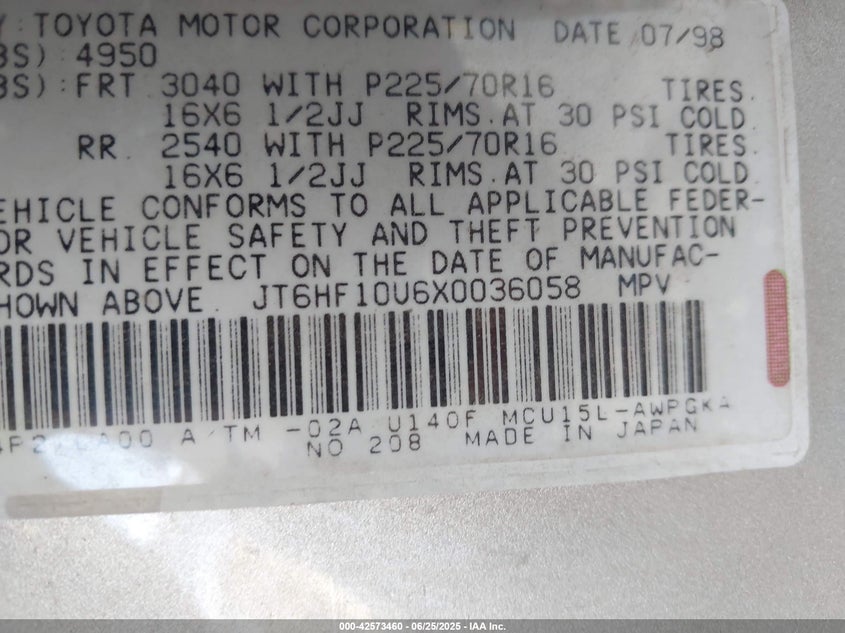 Y: TOYOTA MOTOR CORPORATION DATE 07/98
BS): 4950
BS): FRT 3040 WITH P225/70R16 TIRES.
16X6 1/2JJ RIMS. AT 30 PSI COLD
RR. 2540 WITH P225/70R16 TIRES.
16X6 1/2JJ RIMS. AT 30 PSI COLD.
EHICLE CONFORMS TO ALL APPLICABLE FEDER-
OR VEHICLE SAFETY AND THEFT PREVENTION
RDS IN EFFECT ON THE DATE OF MANUFAC-
HOWN ABOVE. JT6HF10U6X0036058 MPV
A/TM -02A U140F MCU15L-AWPGKA
NO 208 MADE IN JAPAN
000-42573460 - 06/25/2025 - IAA Inc.